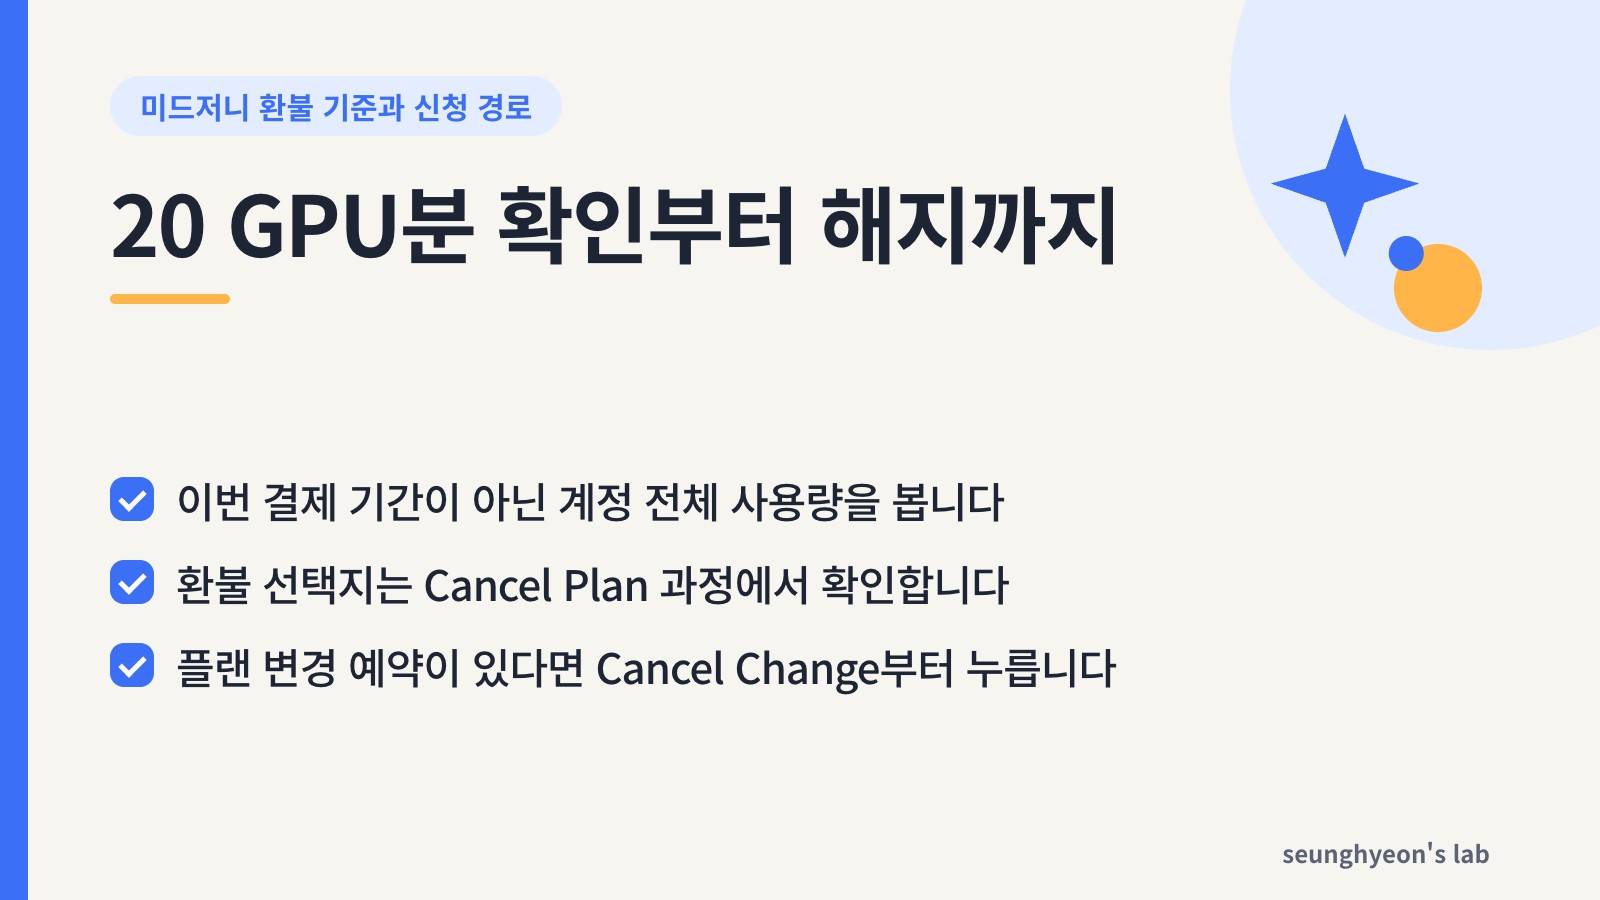 미드저니 환불 기준과 신청 경로
20 GPU분 확인부터 해지까지
이번 결제 기간이 아닌 계정 전체 사용량을 봅니다
환불 선택지는 Cancel Plan 과정에서 확인합니다
플랜 변경 예약이 있다면 Cancel Change부터 누릅니다
seunghyeon's lab